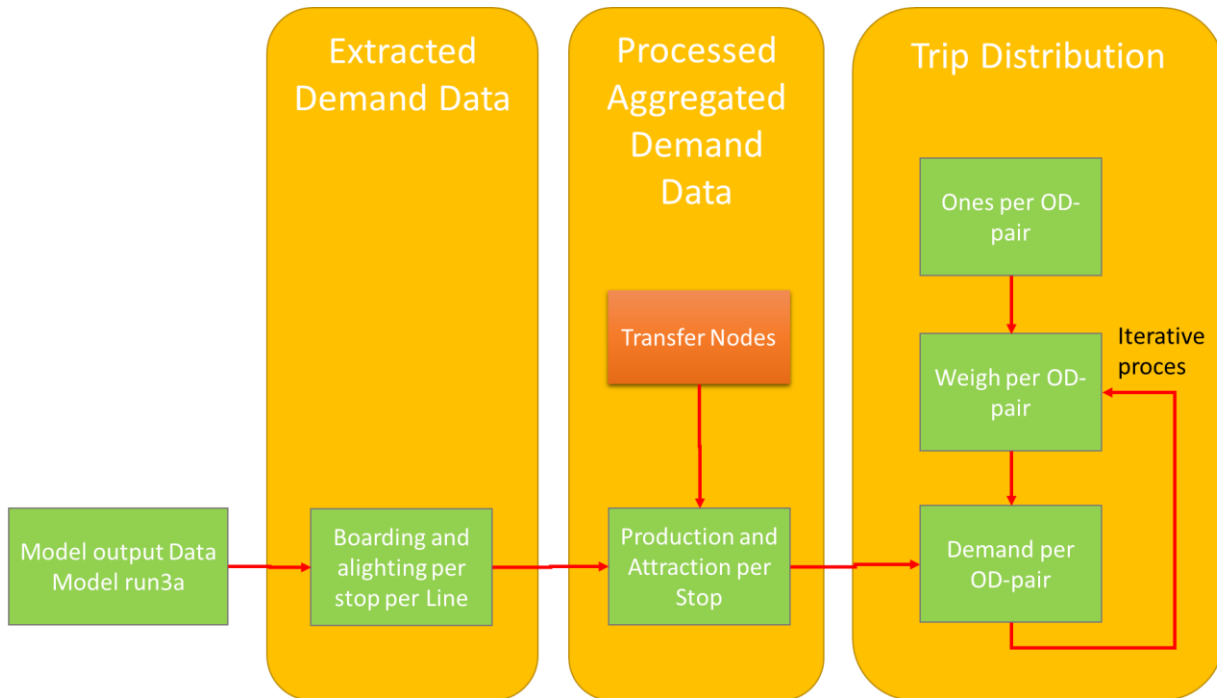 Extracted
Demand Data
Processed
Aggregated
Demand
Data
Trip Distribution
Ones per OD-
pair
Transfer Nodes
Iterative
proces
Weigh per OD-
pair
Model output Data
Model run3a
Boarding and
alighting per
stop per Line
Production and
Attraction per
Stop
Demand per
OD-pair